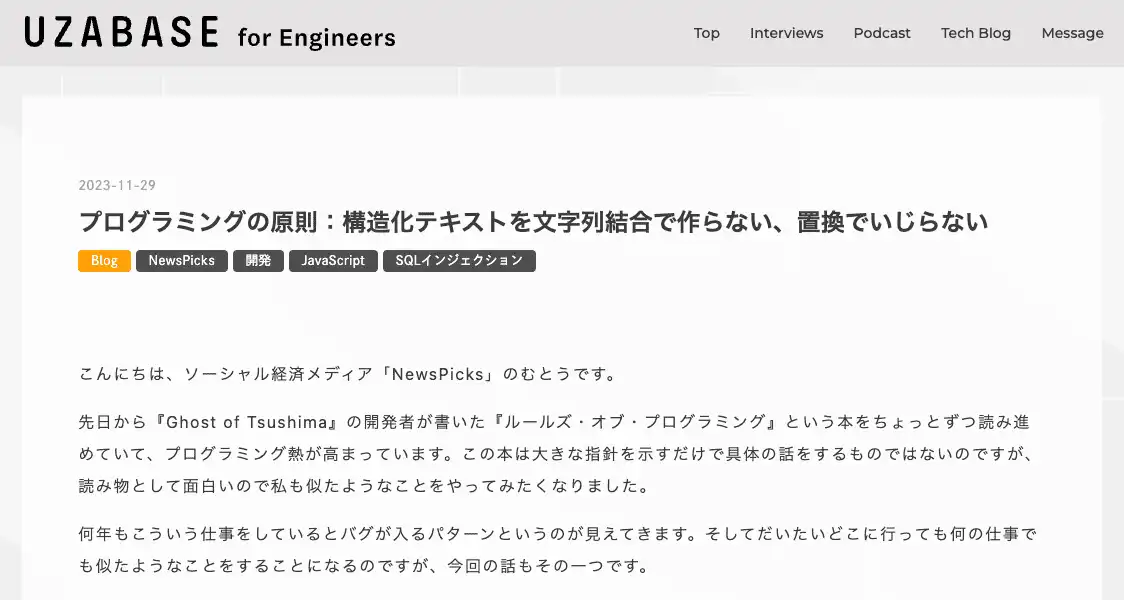 UZABASE for Engineers
Top Interviews Podcast Tech Blog Message
2023-11-29
プログラミングの原則：構造化テキストを文字列結合で作らない、置換でいじらない
Blog NewsPicks 開発 JavaScript SQLインジェクション
こんにちは、ソーシャル経済メディア「NewsPicks」のむとうです。
先日から『Ghost of Tsushima』の開発者が書いた『ルールズ・オブ・プログラミング』という本をちょっとずつ読み進
めていて、プログラミング熱が高まっています。この本は大きな指針を示すだけで具体の話をするものではないのですが、
読み物として面白いので私も似たようなことをやってみたくなりました。
何年もこういう仕事をしているとバグが入るパターンというのが見えてきます。そしてだいたいどこに行っても何の仕事で
も似たようなことをすることになるのですが、今回の話もその一つです。